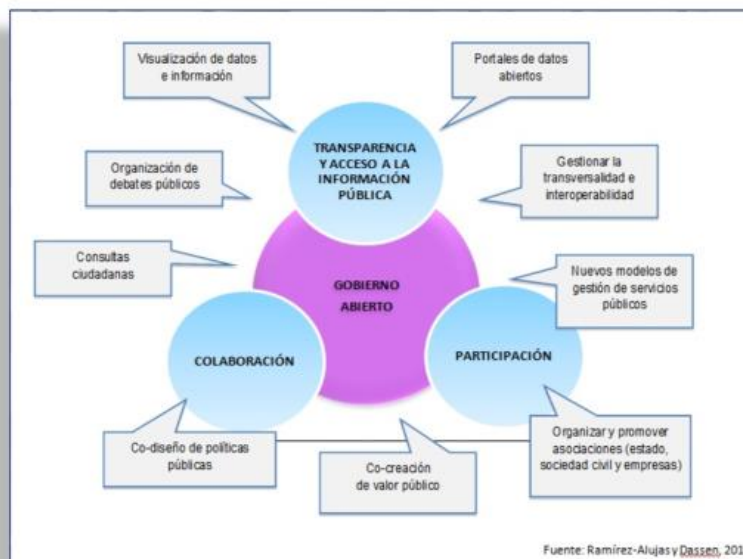 Visualización de datos
e información
Portales de datos
abiertos
TRANSPARENCIA
Y ACCESO A LA
INFORMACIÓN
PÚBLICA
Organización de
debates públicos
Gestionar la
transversalidad e
interoperabilidad
Consultas
ciudadanas
GOBIERNO
ABIERTO
Nuevos modelos de
gestión de servicios
públicos
COLABORACIÓN
PARTICIPACIÓN
Co-diseño de políticas
públicas
Co-creación
de valor público
Organizar y promover
asociaciones (estado,
sociedad civil y empresas)
Fuente: Ramírez-Alujas y Dassen, 201